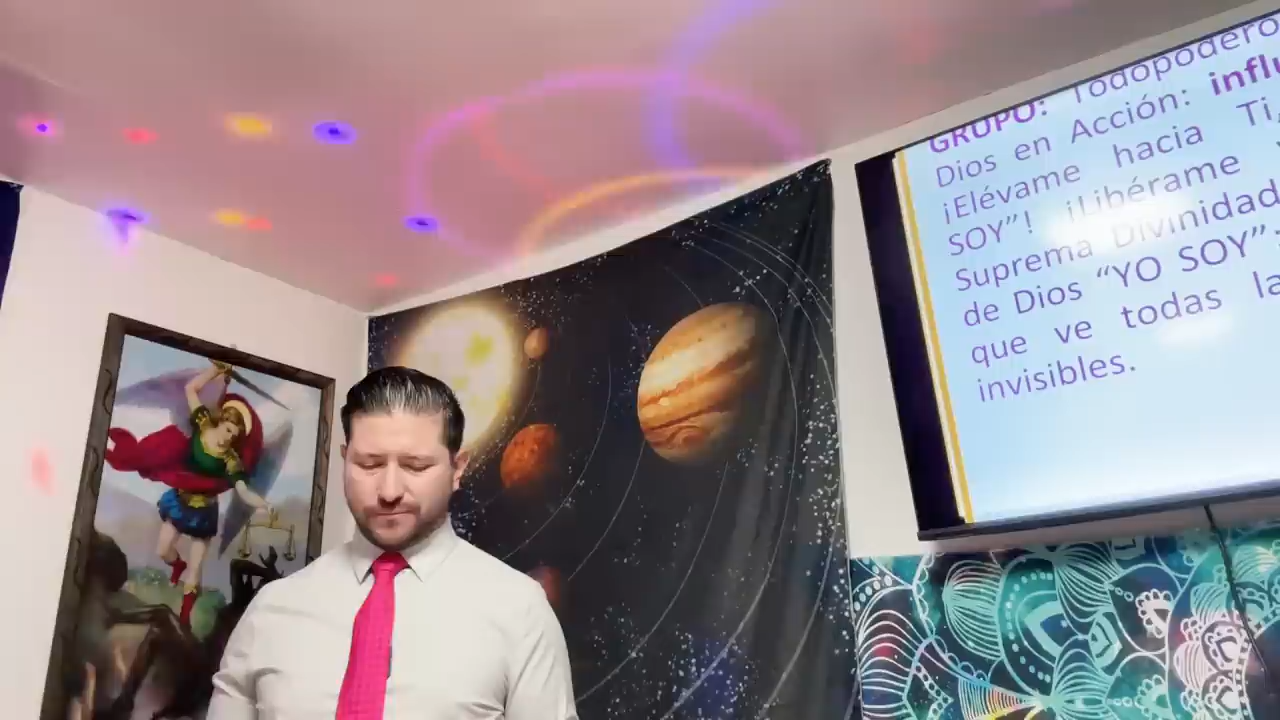 GRUPO: Todopodero
Dios en Acción: influ
¡Elévame hacia Ti,
SOY”! ¡Libérame
Suprema Divinidad
de Dios “YO SOY”
que ve todas la
invisibles.